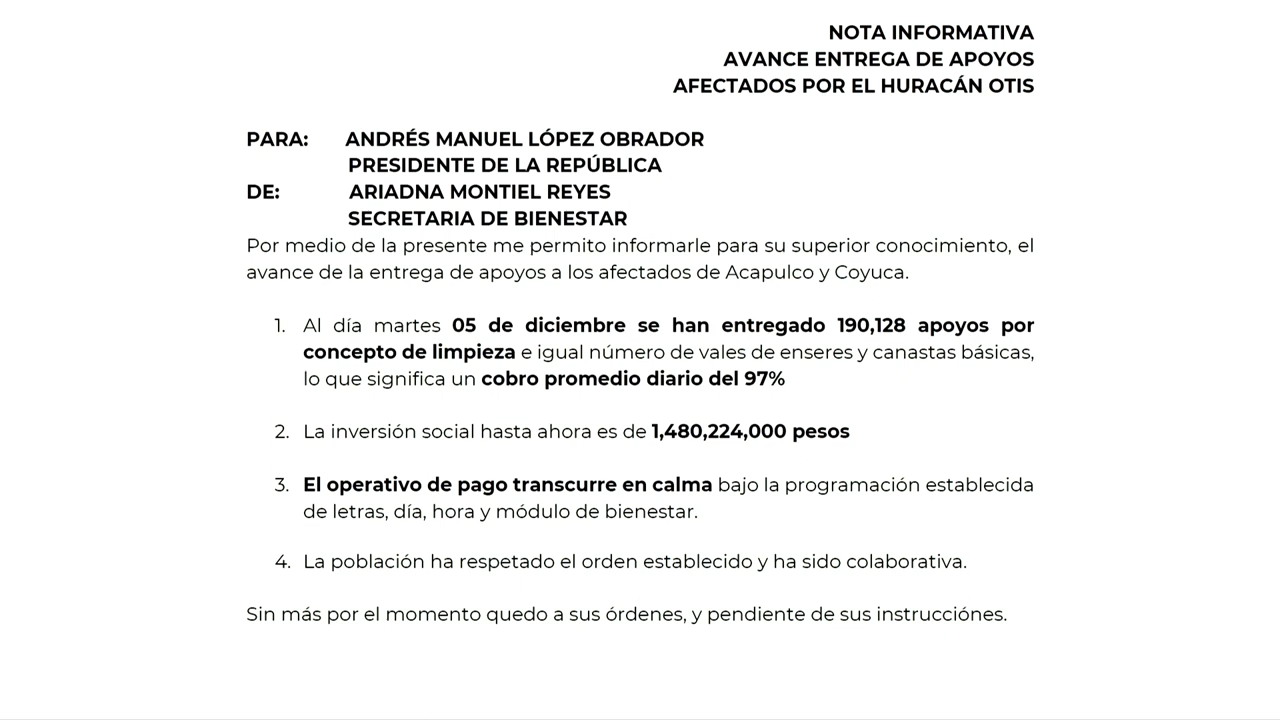 NOTA INFORMATIVA
AVANCE ENTREGA DE APOYOS
AFECTADOS POR EL HURACÁN OTIS
PARA: ANDRÉS MANUEL LÓPEZ OBRADOR
PRESIDENTE DE LA REPÚBLICA
DE: ARIADNA MONTIEL REYES
SECRETARIA DE BIENESTAR
Por medio de la presente me permito informarle para su superior conocimiento, el
avance de la entrega de apoyos a los afectados de Acapulco y Coyuca.
1. Al día martes 05 de diciembre se han entregado 190,128 apoyos por
concepto de limpieza e igual número de vales de enseres y canastas básicas,
lo que significa un cobro promedio diario del 97%
2. La inversión social hasta ahora es de 1,480,224,000 pesos
3. El operativo de pago transcurre en calma bajo la programación establecida
de letras, día, hora y módulo de bienestar.
4. La población ha respetado el orden establecido y ha sido colaborativa.
Sin más por el momento quedo a sus órdenes, y pendiente de sus instrucciónes.